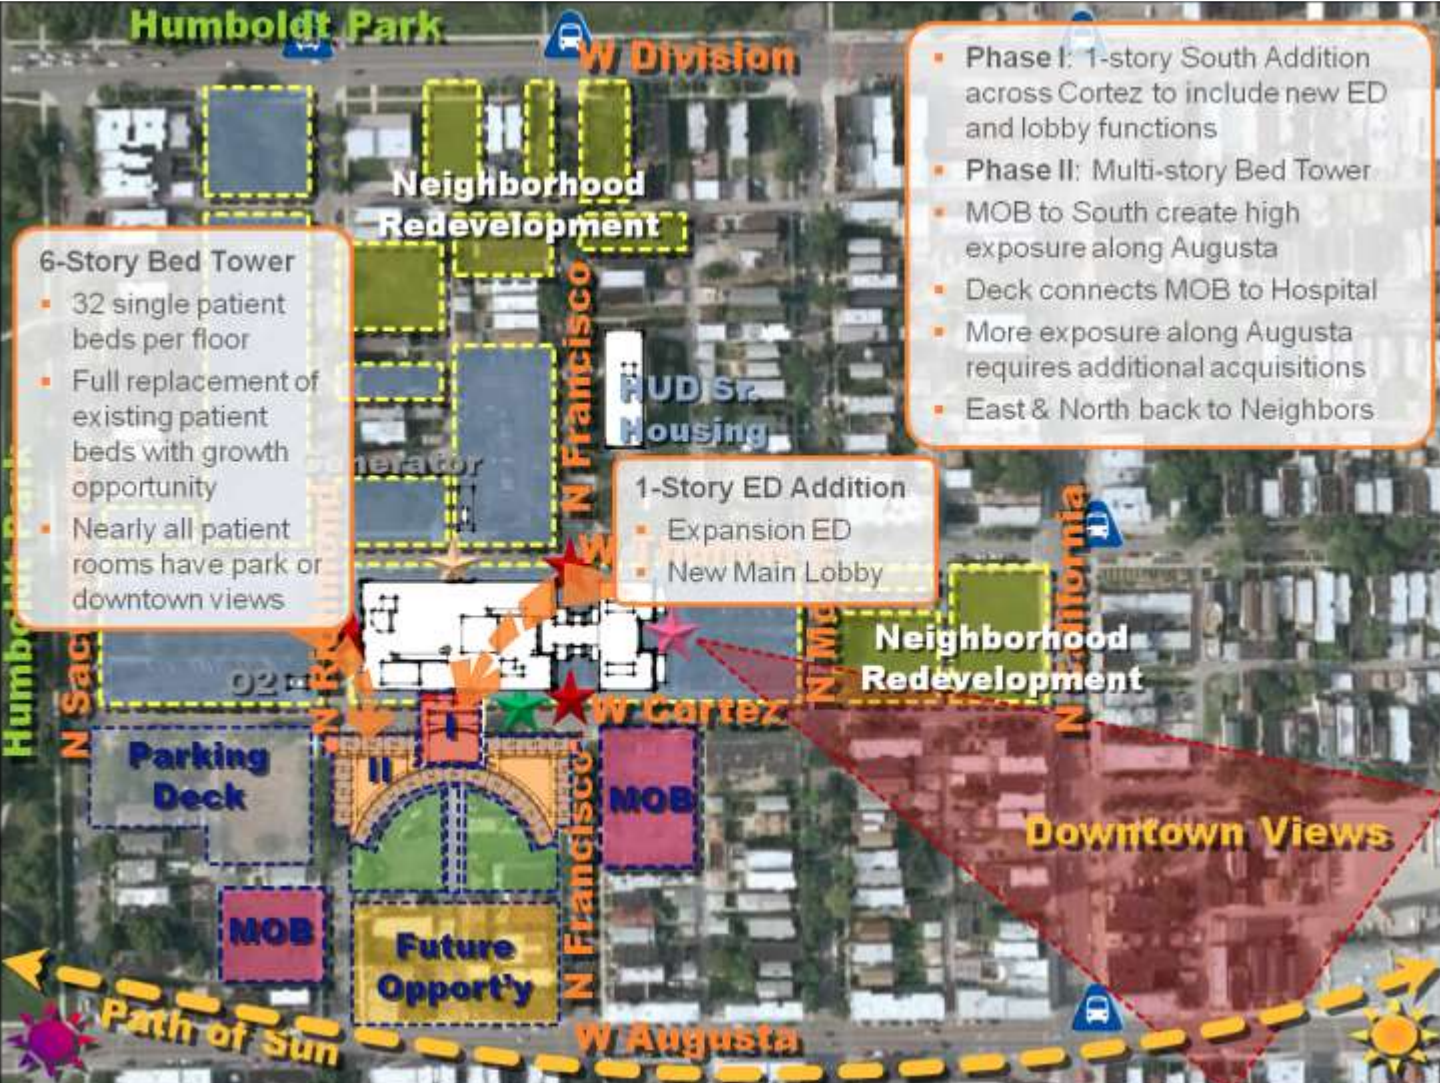 Humboldt Park
W Division
Phase I: 1-story South Addition
across Cortez to include new ED
and lobby functions
Phase II: Multi-story Bed Tower
MOB to South create high
exposure along Augusta
Deck connects MOB to Hospital
More exposure along Augusta
requires additional acquisitions
East & North back to Neighbors
Neighborhood
Redevelopment
6-Story Bed Tower
32 single patient
beds per floor
Full replacement of
existing patient
beds with growth
opportunity
Nearly all patient
rooms have park or
downtown views
N Francisco
HUD Sr.
Housing
1-Story ED Addition
Expansion ED
New Main Lobby
Humboldt Park
O2
W Cortez
Neighborhood
Redevelopment
Parking
Deck
I
II
MOB
N Francisco
Downtown Views
MOB
Future
Opport'y
Path of Sun
W Augusta